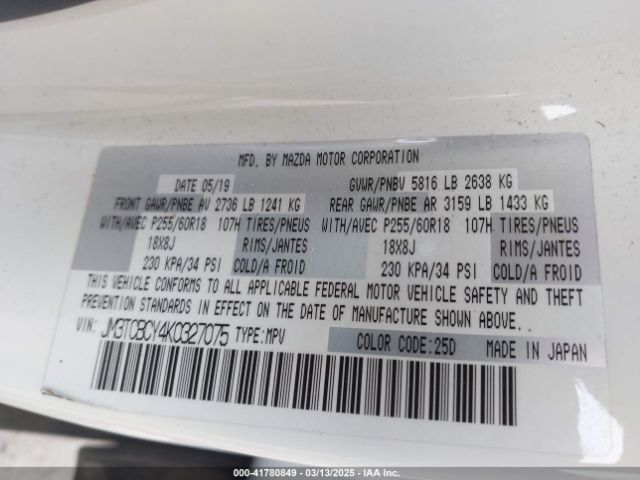 MFD. BY MAZDA MOTOR CORPORATION
DATE 05/19 GVWR/PNBV 5816 LB 2638 KG
FRONT GAWR/PNBE AV 2736 LB 1241 KG REAR GAWR/PNBE AR 3159 LB 1433 KG
WITH/AVEC P255/60R18 107H TIRES/PNEUS WITH/AVEC P255/60R18 107H TIRES/PNEUS
18X8J RIMS/JANTES 18X8J RIMS/JANTES
230 KPA/34 PSI COLD/A FROID 230 KPA/34 PSI COLD/A FROID
THIS VEHICLE CONFORMS TO ALL APPLICABLE FEDERAL MOTOR VEHICLE SAFETY AND THEFT
PREVENTION STANDARDS IN EFFECT ON THE DATE OF MANUFACTURE SHOWN ABOVE..
VIN: JM3TCBCY4K0327075 TYPE:MPV COLOR CODE:25D MADE IN JAPAN
000-41780849 | 03/13/2025 | IAA Inc.